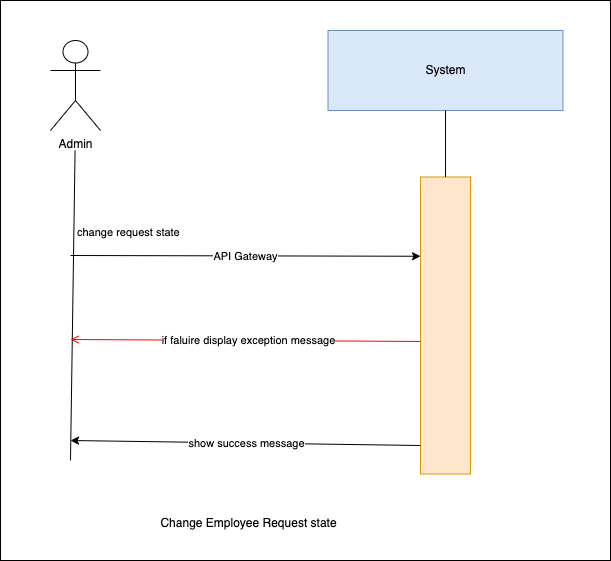 System
Admin
change request state
API Gateway
if faluire display exception message
show success message
Change Employee Request state